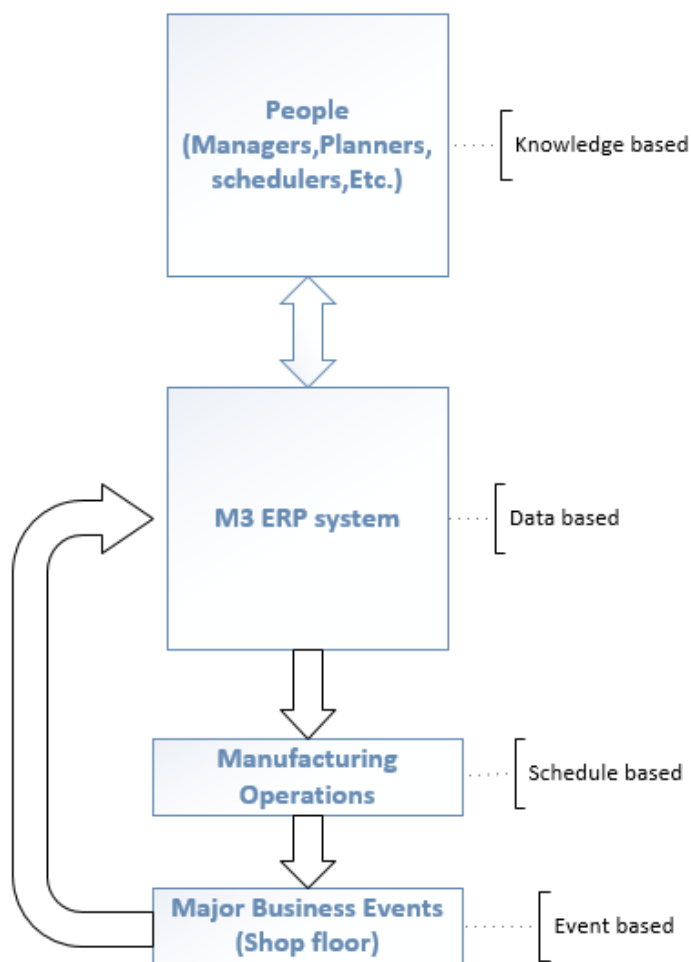 People
(Managers,Planners,
schedulers,Etc.)
Knowledge based
M3 ERP system
Data based
Manufacturing
Operations
Schedule based
Major Business Events
(Shop floor)
Event based